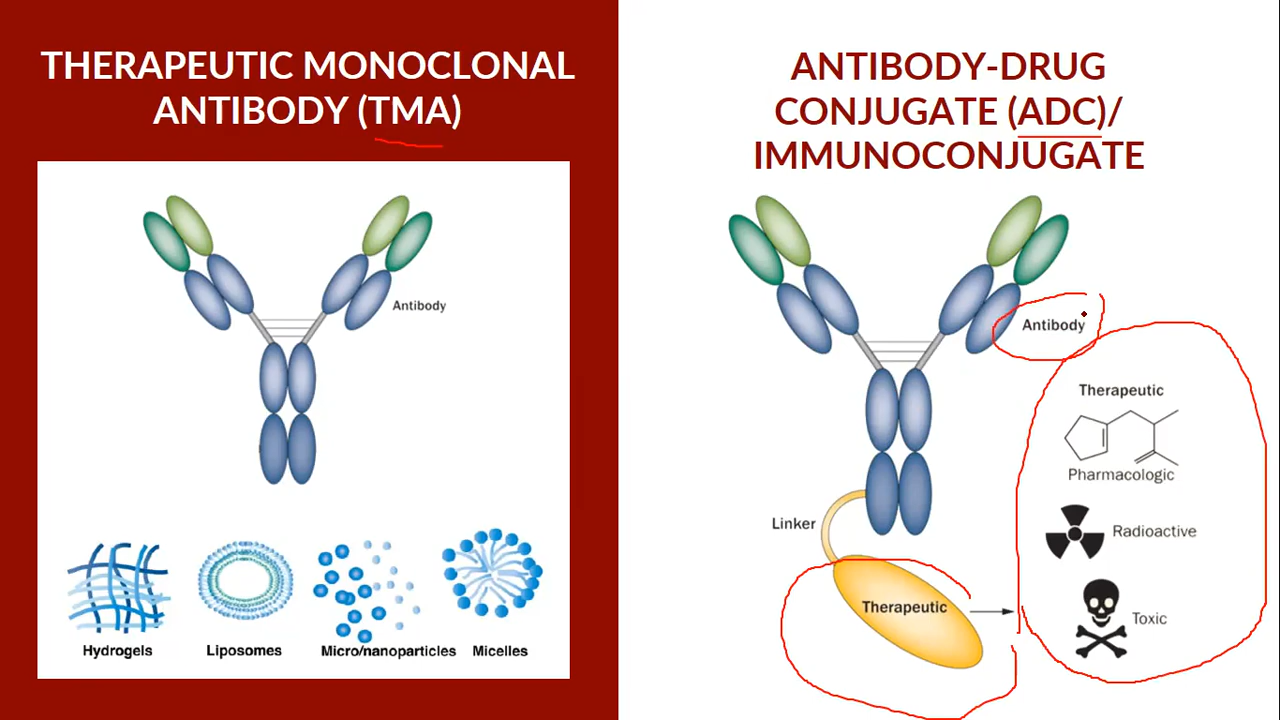 THERAPEUTIC MONOCLONAL
ANTIBODY (TMA)
Antibody
Hydrogels
Liposomes
Micro/nanoparticles
Micelles
ANTIBODY-DRUG
CONJUGATE (ADC)/
IMMUNOCONJUGATE
Antibody
Therapeutic
Pharmacologic
Linker
Radioactive
Therapeutic
Toxic